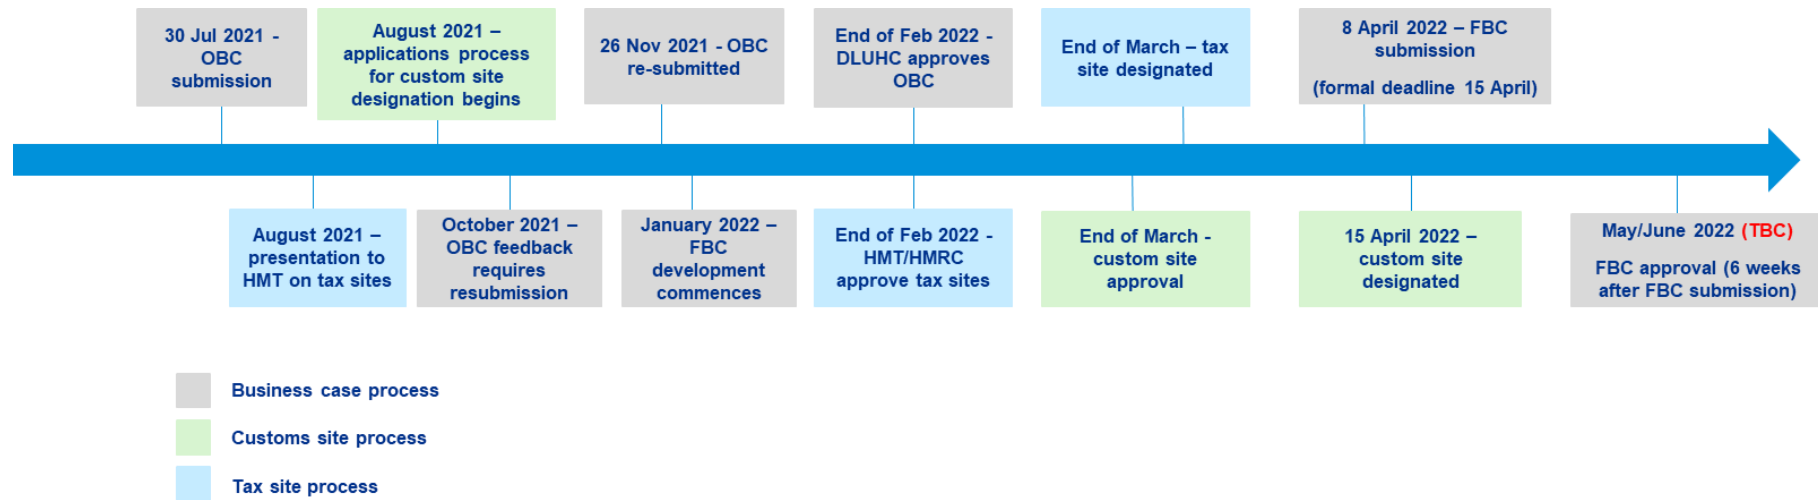 30 Jul 2021 -
OBC
submission
August 2021 –
applications process
for custom site
designation begins
26 Nov 2021 - OBC
re-submitted
End of Feb 2022 -
DLUHC approves
OBC
End of March – tax
site designated
8 April 2022 – FBC
submission
(formal deadline 15 April)
August 2021 –
presentation to
HMT on tax sites
October 2021 –
OBC feedback
requires
resubmission
January 2022 –
FBC
development
commences
End of Feb 2022 -
HMT/HMRC
approve tax sites
End of March -
custom site
approval
15 April 2022 –
custom site
designated
May/June 2022 (TBC)
FBC approval (6 weeks
after FBC submission)
Business case process
Customs site process
Tax site process